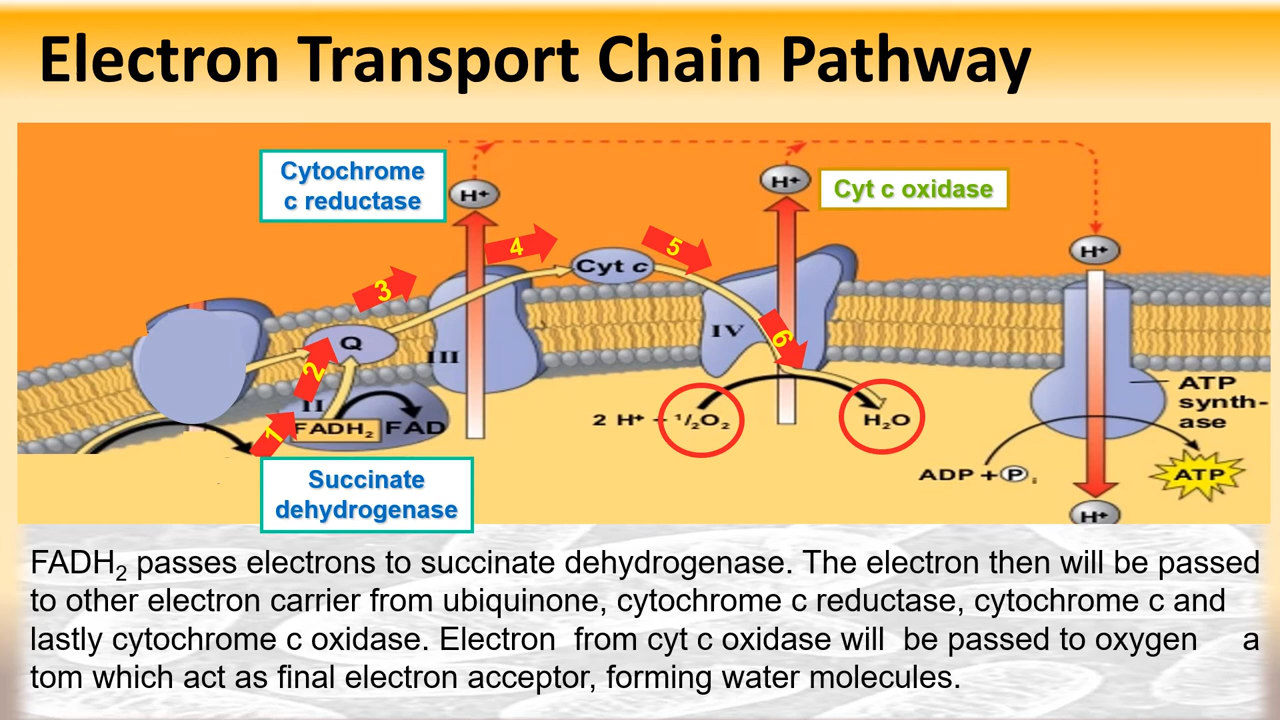 Electron Transport Chain Pathway
Cytochrome
c reductase
H+
H+
Cyt c oxidase
H+
4
5
Cyt c
3
6
Q
2
III
IV
II
1
FADH₂
FAD
2 H+ + ¹/₂O₂
H₂O
ATP
synth-
ase
ADP + P i
ATP
H+
Succinate
dehydrogenase
FADH₂ passes electrons to succinate dehydrogenase. The electron then will be passed
to other electron carrier from ubiquinone, cytochrome c reductase, cytochrome c and
lastly cytochrome c oxidase. Electron from cyt c oxidase will be passed to oxygen a
tom which act as final electron acceptor, forming water molecules.